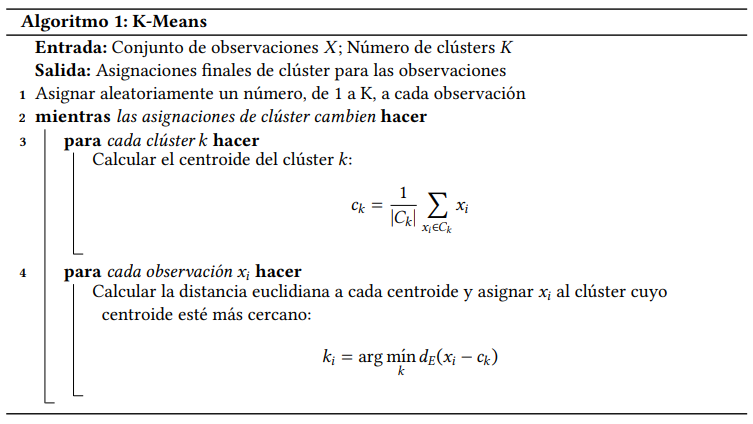 Algoritmo 1: K-Means
Entrada: Conjunto de observaciones X; Número de clústers K
Salida: Asignaciones finales de clúster para las observaciones
1 Asignar aleatoriamente un número, de 1 a K, a cada observación
2 mientras las asignaciones de clúster cambien hacer
3 para cada clúster k hacer
Calcular el centroide del clúster k:
c_k = \frac{1}{|C_k|} \sum_{x_i \in C_k} x_i
4 para cada observación x_i hacer
Calcular la distancia euclidiana a cada centroide y asignar x_i al clúster cuyo
centroide esté más cercano:
k_i = arg mín_k d_E(x_i − c_k)